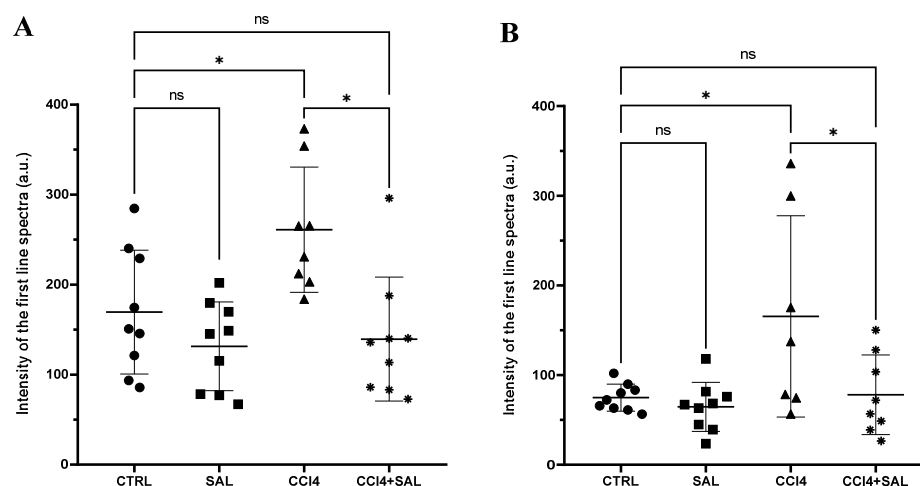 A
ns
*
ns
*
Intensity of the first line spectra (a.u.)
400
300
200
100
0
CTRL
SAL
CCl4
CCl4+SAL
B
ns
*
ns
*
Intensity of the first line spectra (a.u.)
400
300
200
100
0
CTRL
SAL
CCl4
CCl4+SAL